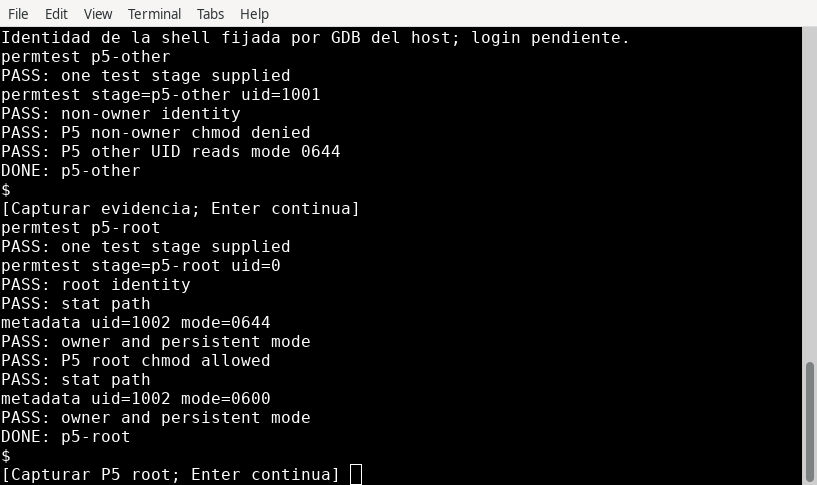 File Edit View Terminal Tabs Help
Identidad de la shell fijada por GDB del host; login pendiente.
permtest p5-other
PASS: one test stage supplied
permtest stage=p5-other uid=1001
PASS: non-owner identity
PASS: P5 non-owner chmod denied
PASS: P5 other UID reads mode 0644
DONE: p5-other
$
[Capturar evidencia; Enter continua]
permtest p5-root
PASS: one test stage supplied
permtest stage=p5-root uid=0
PASS: root identity
PASS: stat path
metadata uid=1002 mode=0644
PASS: owner and persistent mode
PASS: P5 root chmod allowed
PASS: stat path
metadata uid=1002 mode=0600
PASS: owner and persistent mode
DONE: p5-root
$
[Capturar P5 root; Enter continua]